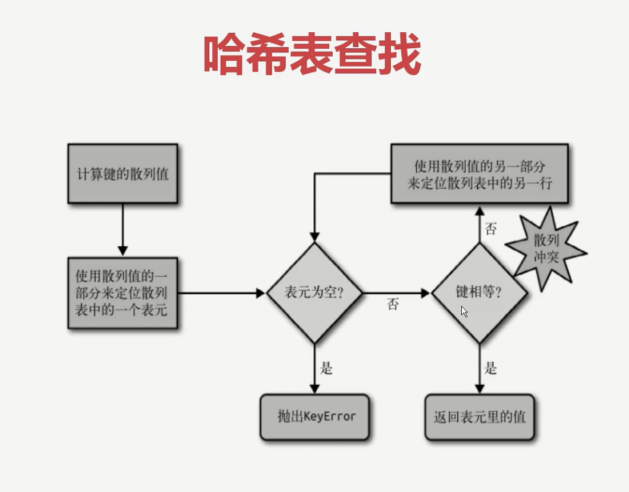 哈希表查找
计算键的散列值
使用散列值的另一部分
来定位散列表中的另一行
否
散列
冲突
使用散列值的一
部分来定位散列
表中的一个表元
表元为空?
否
键相等?
是
是
抛出KeyError
返回表元里的值